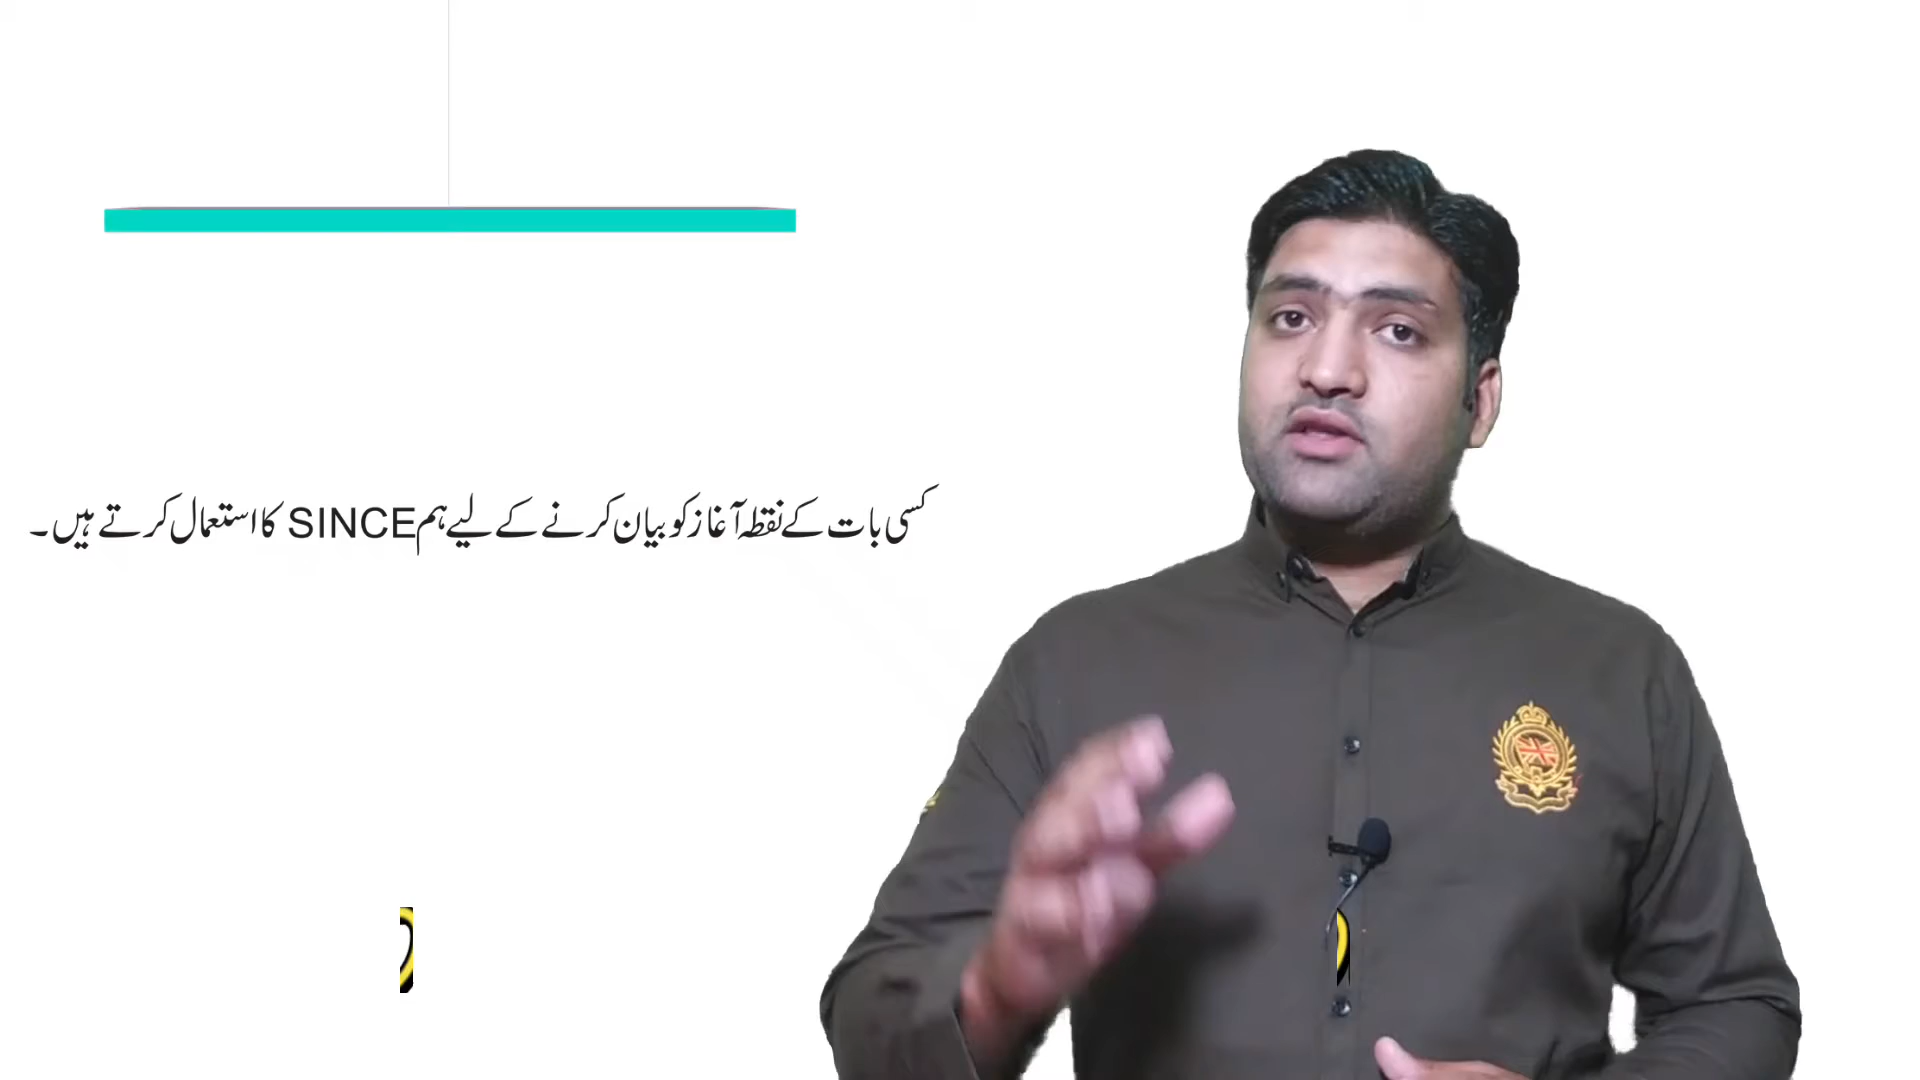 کسی بات کے نقطہ آغاز کو بیان کرنے کے لیے ہم SINCE کا استعمال کرتے ہیں۔